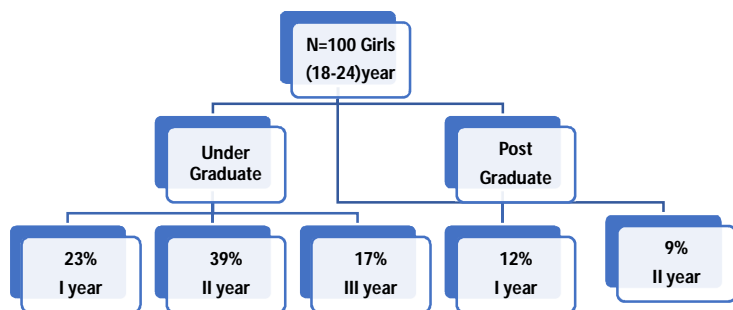 N=100 Girls
(18-24)year
Under
Graduate
Post
Graduate
23%
I year
39%
II year
17%
III year
12%
I year
9%
II year